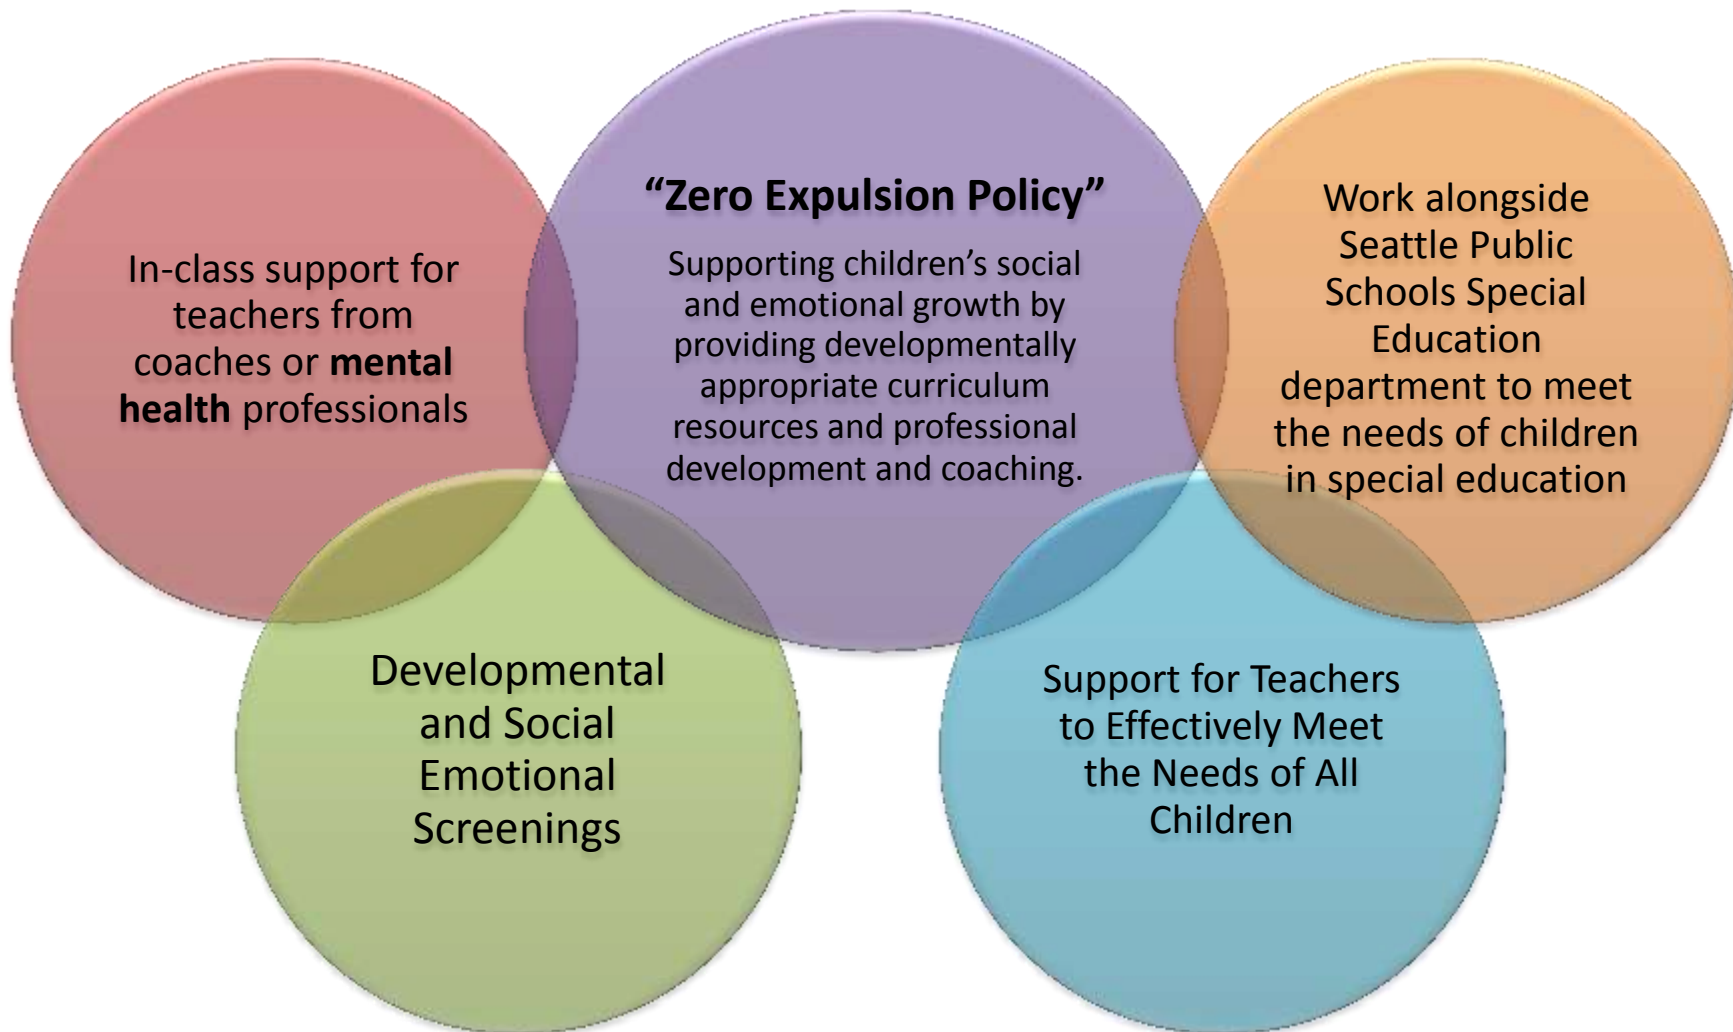 In-class support for
teachers from
coaches or mental
health professionals
“Zero Expulsion Policy”
Supporting children’s social
and emotional growth by
providing developmentally
appropriate curriculum
resources and professional
development and coaching.
Work alongside
Seattle Public
Schools Special
Education
department to meet
the needs of children
in special education
Developmental
and Social
Emotional
Screenings
Support for Teachers
to Effectively Meet
the Needs of All
Children